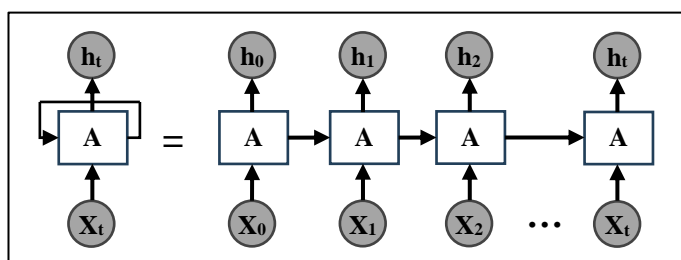 hₜ h₀ h₁ h₂ hₜ
A = A A A A
Xₜ X₀ X₁ X₂ ... Xₜ